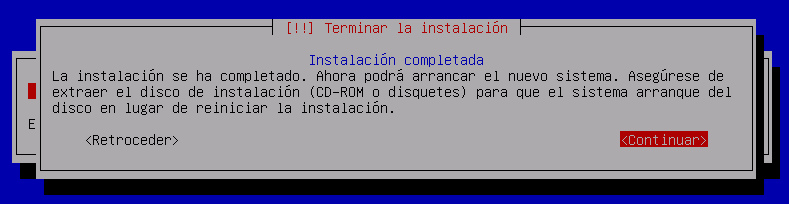 [!!] Terminar la instalación
Instalación completada
La instalación se ha completado. Ahora podrá arrancar el nuevo sistema. Asegúrese de
extraer el disco de instalación (CD-ROM o disquetes) para que el sistema arranque del
disco en lugar de reiniciar la instalación.
E
<Retroceder> <Continuar>